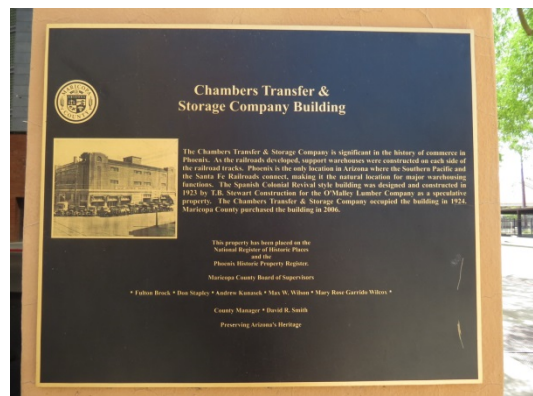 MARICOPA COUNTY
Chambers Transfer &
Storage Company Building
The Chambers Transfer & Storage Company is significant in the history of commerce in
Phoenix. As the railroads developed, support warehouses were constructed on each side of
the railroad tracks. Phoenix is the only location in Arizona where the Southern Pacific and
the Santa Fe Railroads connect, making it the natural location for major warehousing
functions. The Spanish Colonial Revival style building was designed and constructed in
1923 by T.B. Stewart Construction for the O'Malley Lumber Company as a speculative
property. The Chambers Transfer & Storage Company occupied the building in 1924.
Maricopa County purchased the building in 2006.
This property has been placed on the
National Register of Historic Places
and the
Phoenix Historic Property Register.
Maricopa County Board of Supervisors
• Fulton Brock • Don Stapley • Andrew Kunasek • Max W. Wilson • Mary Rose Garrido Wilcox •
County Manager • David R. Smith
Preserving Arizona's Heritage